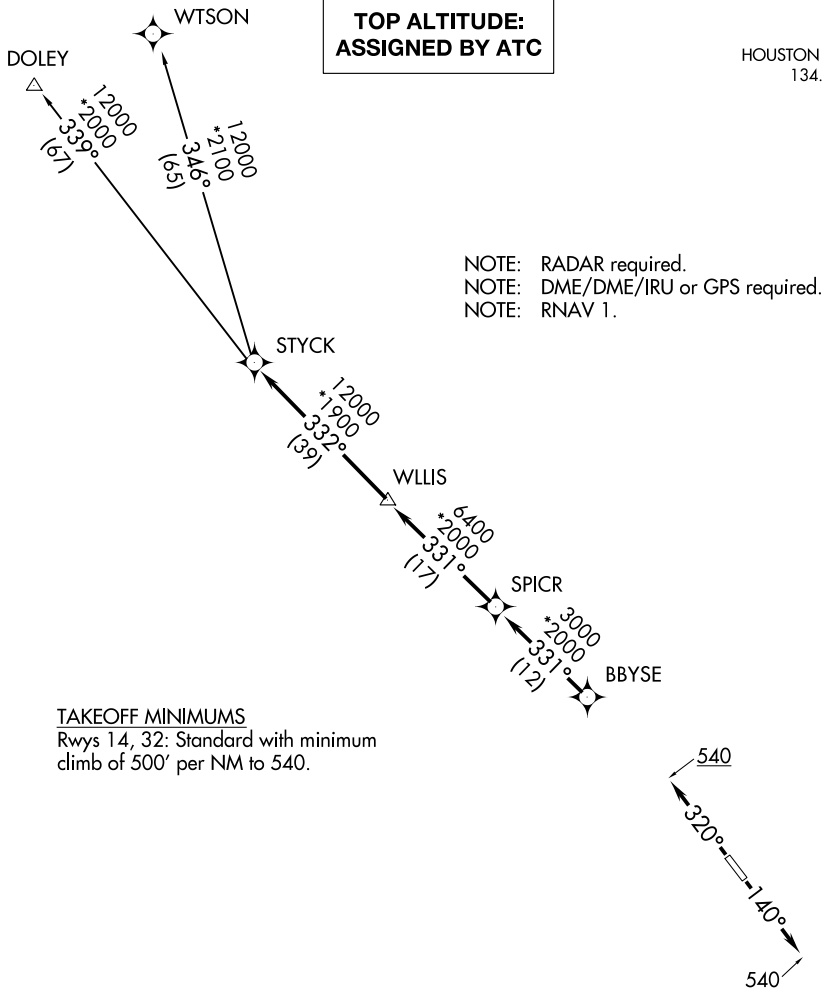 WTSON
TOP ALTITUDE:
ASSIGNED BY ATC
DOLEY
HOUSTON
134.
12000
*2000
339°
(67)
12000
*2100
346°
(65)
NOTE: RADAR required.
NOTE: DME/DME/IRU or GPS required.
NOTE: RNAV 1.
STYCK
12000
*1900
332°
(39)
WLLIS
6400
*2000
331°
(17)
SPICR
3000
*2000
331°
(12)
BBYSE
TAKEOFF MINIMUMS
Rwys 14, 32: Standard with minimum
climb of 500' per NM to 540.
540
320°
140°
540